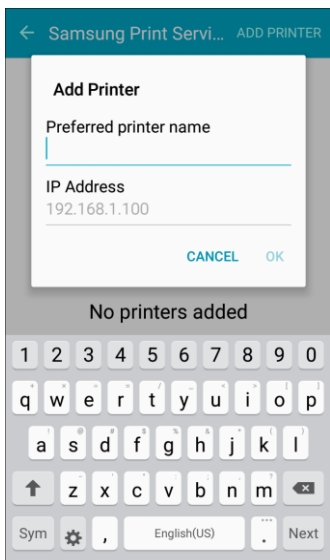 Samsung Print Servi... ADD PRINTER
Add Printer
Preferred printer name
IP Address
192.168.1.100
CANCEL OK
No printers added
1 2 3 4 5 6 7 8 9 0
q w e r t y u i o p
a s d f g h j k l
z x c v b n m
Sym , English(US) . Next